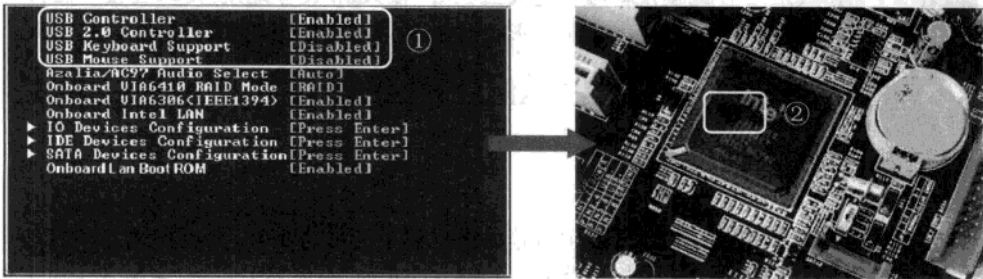 USB Controller [Enabled]
USB 2.0 Controller [Enabled]
USB Keyboard Support [Disabled]
USB Mouse Support [Disabled]
①
Azalia/AC97 Audio Select [Auto]
Onboard VIA6410 RAID Mode [RAID]
Onboard VIA6306(IEEE1394) [Enabled]
Onboard Intel LAN [Enabled]
▶ IO Devices Configuration [Press Enter]
▶ IDE Devices Configuration [Press Enter]
▶ SATA Devices Configuration[Press Enter]
Onboard Lan Boot ROM [Enabled]
②